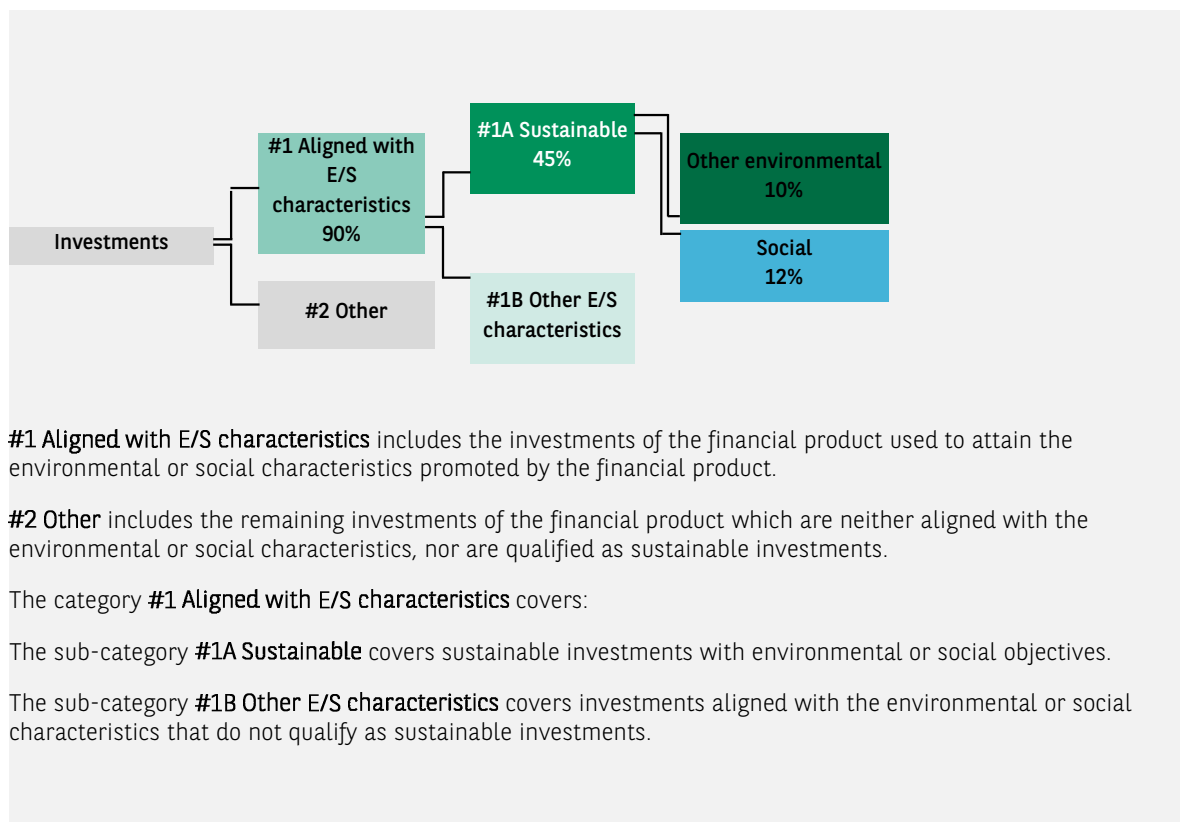 #1A Sustainable
45%
#1 Aligned with
E/S
characteristics
90%
Other environmental
10%
Investments
Social
12%
#2 Other
#1B Other E/S
characteristics
#1 Aligned with E/S characteristics includes the investments of the financial product used to attain the
environmental or social characteristics promoted by the financial product.
#2 Other includes the remaining investments of the financial product which are neither aligned with the
environmental or social characteristics, nor are qualified as sustainable investments.
The category #1 Aligned with E/S characteristics covers:
The sub-category #1A Sustainable covers sustainable investments with environmental or social objectives.
The sub-category #1B Other E/S characteristics covers investments aligned with the environmental or social
characteristics that do not qualify as sustainable investments.